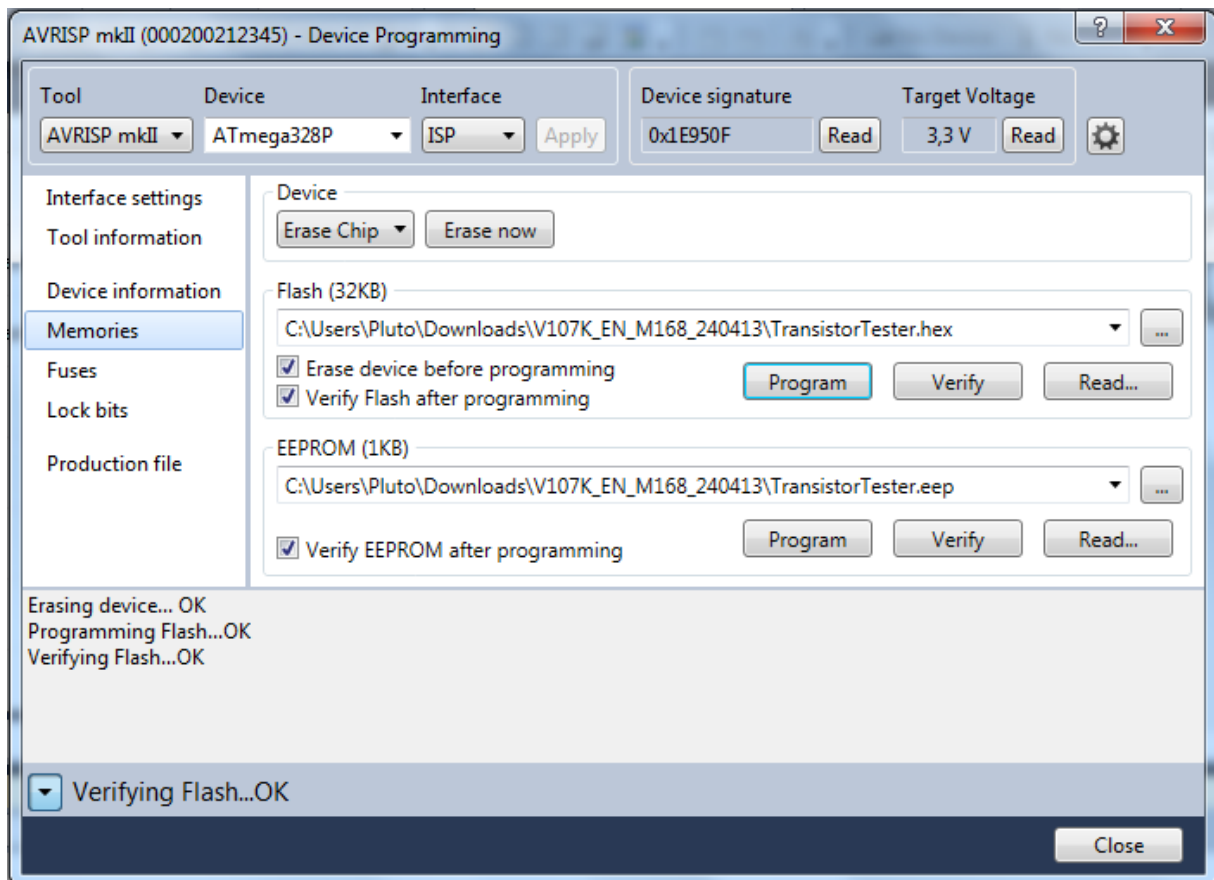 AVRISP mkII (000200212345) - Device Programming
Tool Device Interface Device signature Target Voltage
AVRISP mkII ATmega328P ISP Apply 0x1E950F Read 3,3 V Read
Interface settings
Tool information
Device information
Memories
Fuses
Lock bits
Production file
Device
Erase Chip Erase now
Flash (32KB)
C:\Users\Pluto\Downloads\V107K_EN_M168_240413\TransistorTester.hex ...
Erase device before programming
Verify Flash after programming
Program Verify Read...
EEPROM (1KB)
C:\Users\Pluto\Downloads\V107K_EN_M168_240413\TransistorTester.eep ...
Verify EEPROM after programming
Program Verify Read...
Erasing device... OK
Programming Flash...OK
Verifying Flash...OK
Verifying Flash...OK
Close